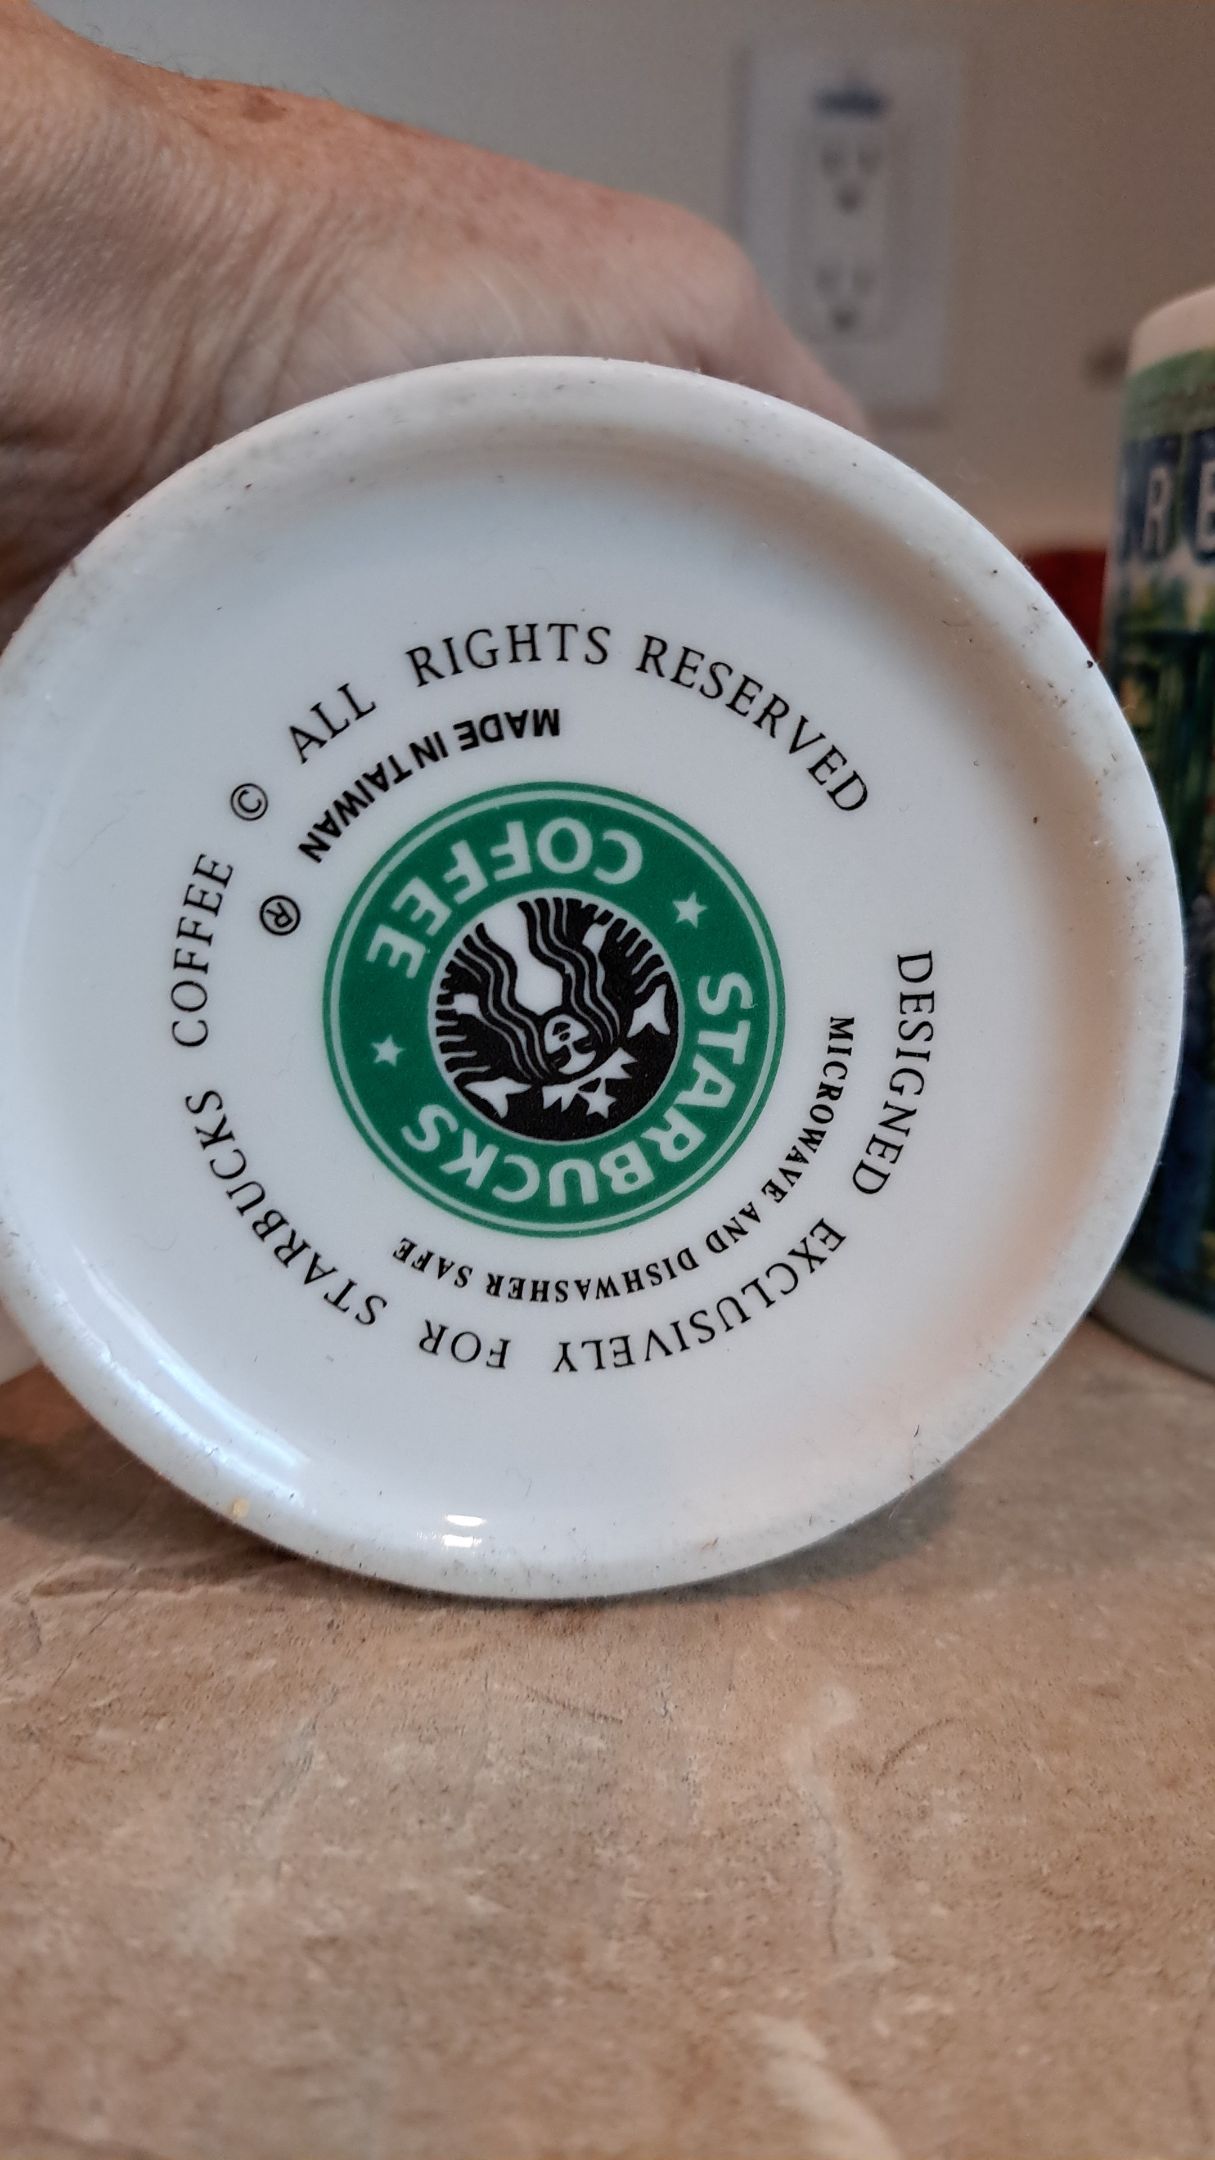 DESIGNED EXCLUSIVELY FOR STARBUCKS COFFEE © ALL RIGHTS RESERVED
MICROWAVE AND DISHWASHER SAFE
STARBUCKS COFFEE
®
MADE IN TAIWAN